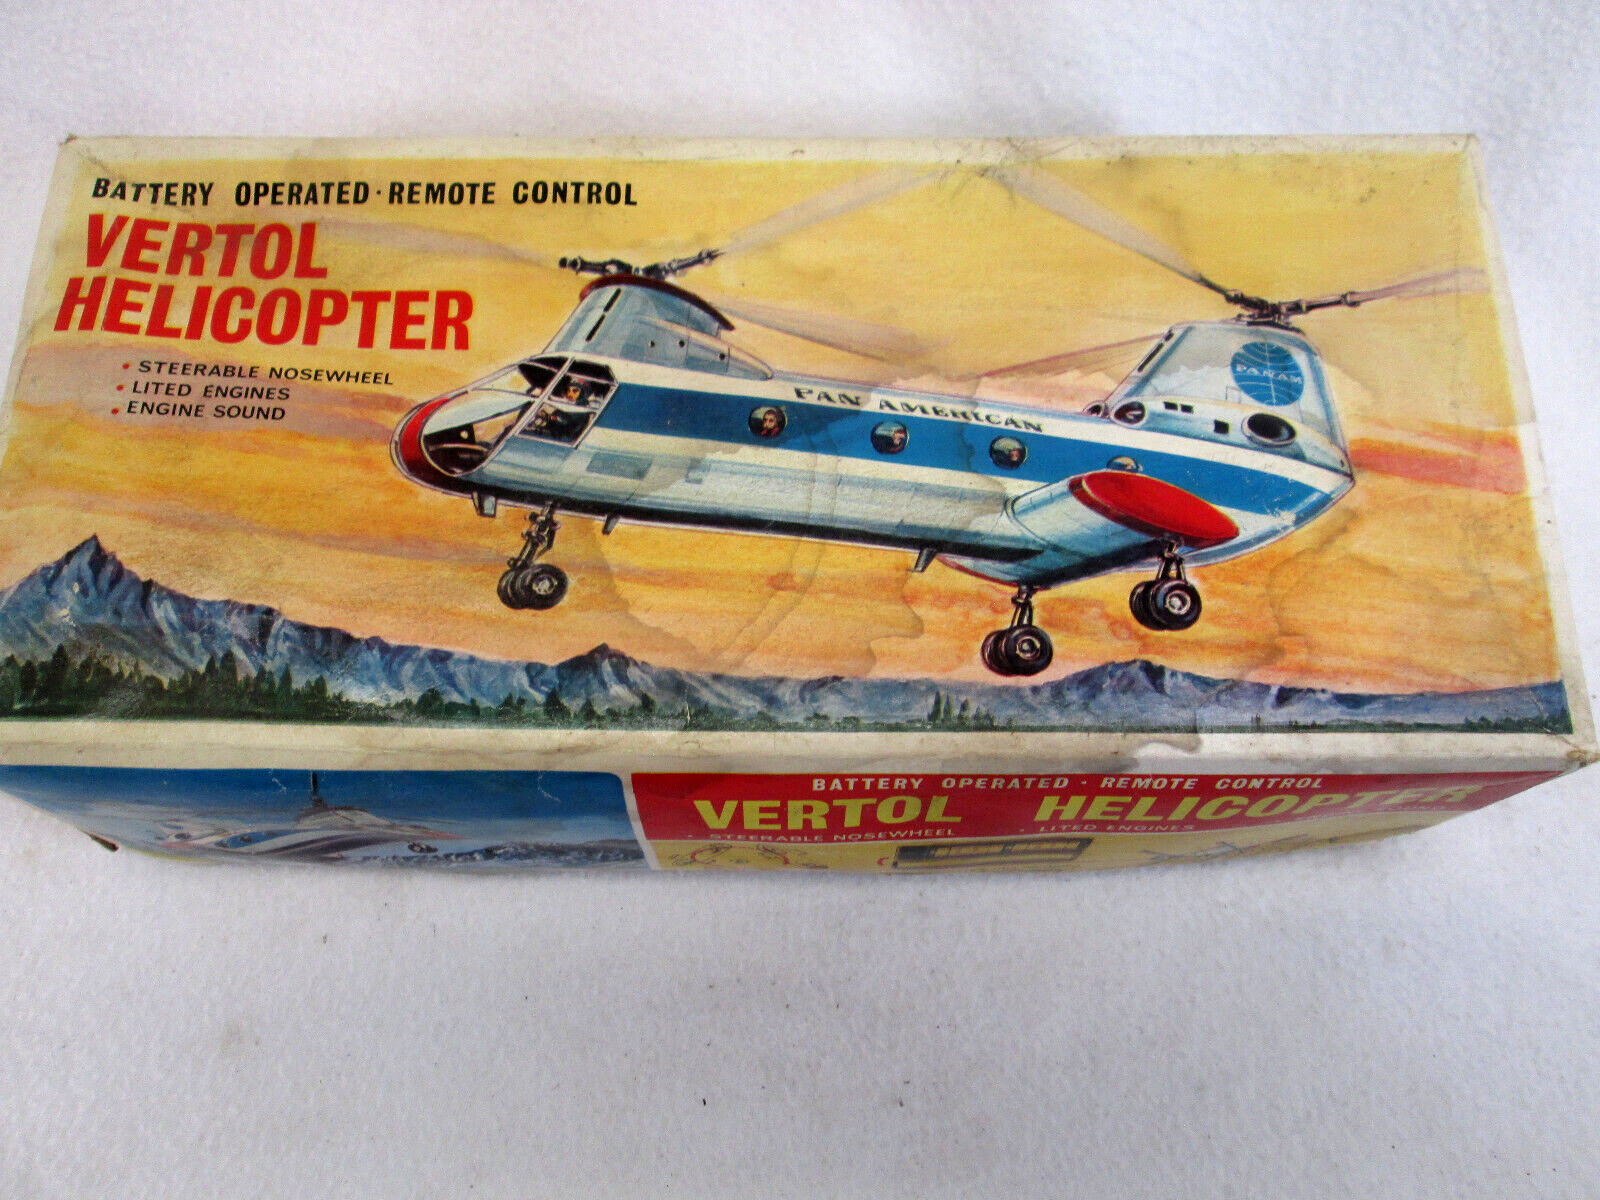 BATTERY OPERATED · REMOTE CONTROL
VERTOL
HELICOPTER
• STEERABLE NOSEWHEEL
• LITED ENGINES
• ENGINE SOUND
PAN AMERICAN
PAN AM
BATTERY OPERATED · REMOTE CONTROL
VERTOL HELICOPTER
• STEERABLE NOSEWHEEL • LITED ENGINES